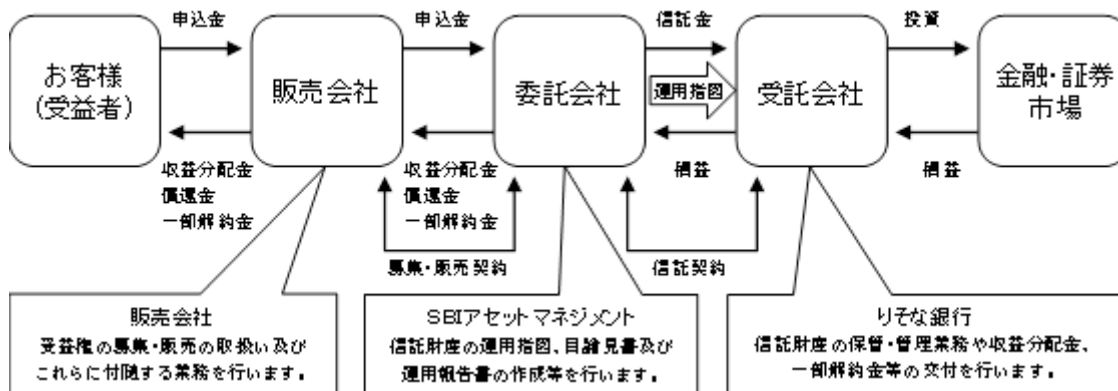 申込金
申込金
信託金
投資
お客様
(受益者)
販売会社
委託会社
運用指図
受託会社
金融・証券
市場
収益分配金
償還金
一部解約金
収益分配金
償還金
一部解約金
損益
損益
募集・販売契約
信託契約
販売会社
受益権の募集・販売の取扱い及び
これらに付随する業務を行います。
SBIアセットマネジメント
信託財産の運用指図、目論見書及び
運用報告書の作成等を行います。
りそな銀行
信託財産の保管・管理業務や収益分配金、
一部解約金等の交付を行います。